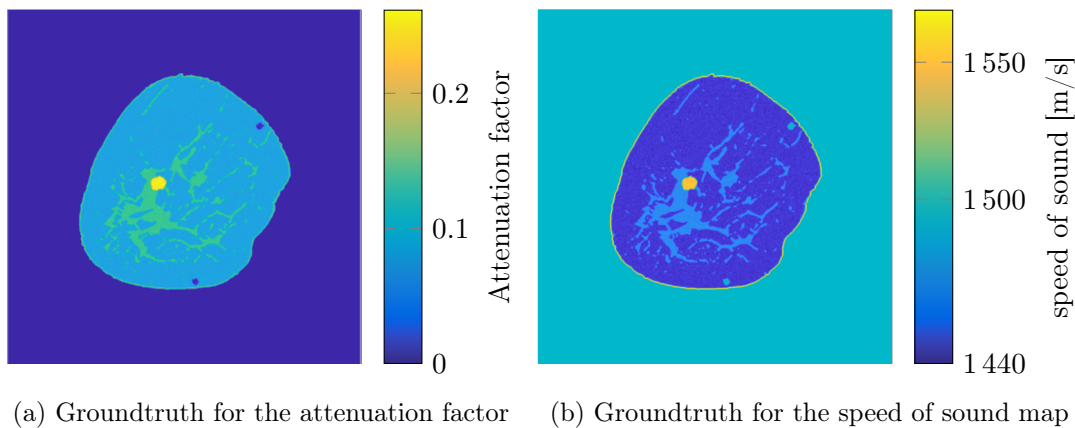 0.2
0.1
0
Attenuation factor
1 550
1 500
1 440
speed of sound [m/s]
(a) Groundtruth for the attenuation factor
(b) Groundtruth for the speed of sound map